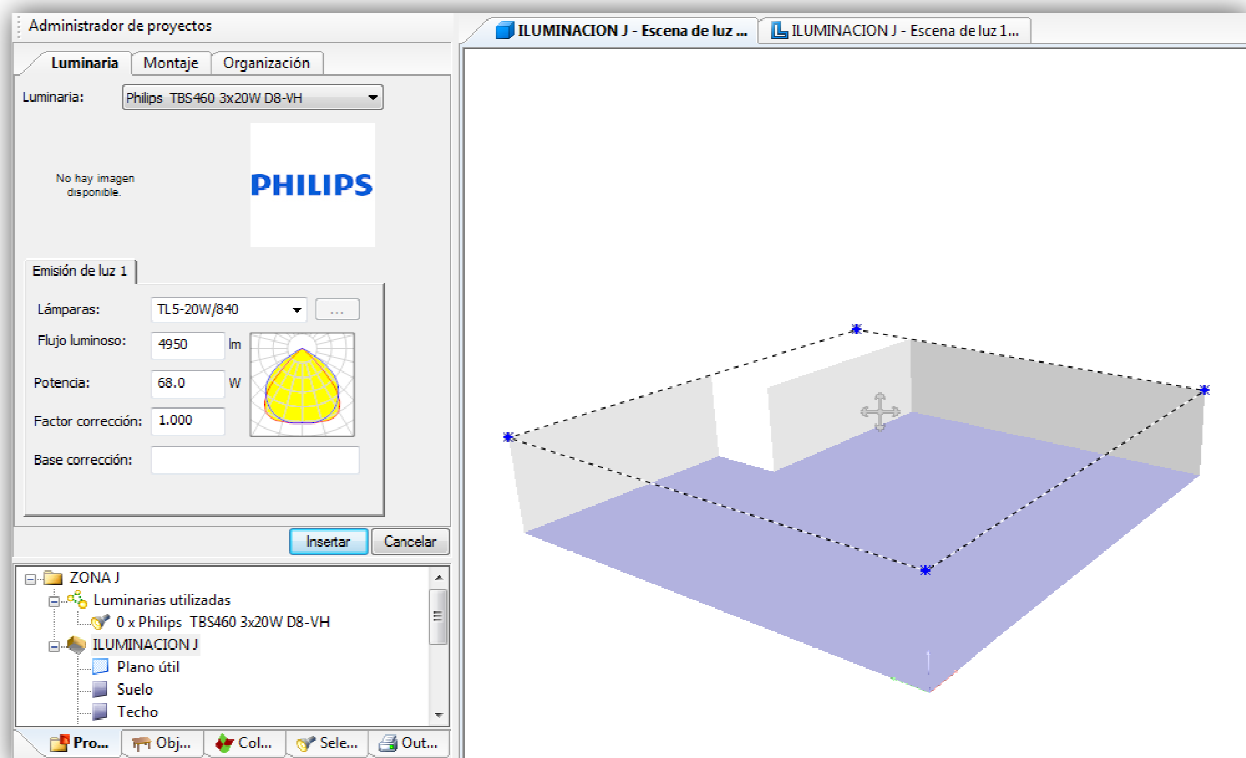 Administrador de proyectos
Luminaria Montaje Organización
Luminaria: Philips TBS460 3x20W D8-VH
No hay imagen
disponible.
PHILIPS
Emisión de luz 1
Lámparas: TL5-20W/840 ...
Flujo luminoso: 4950 lm
Potencia: 68.0 W
Factor corrección: 1.000
Base corrección:
Insertar Cancelar
ZONA J
Luminarias utilizadas
0 x Philips TBS460 3x20W D8-VH
ILUMINACION J
Plano útil
Suelo
Techo
Pro... Obj... Col... Sele... Out...
ILUMINACION J - Escena de luz ... ILUMINACION J - Escena de luz 1...